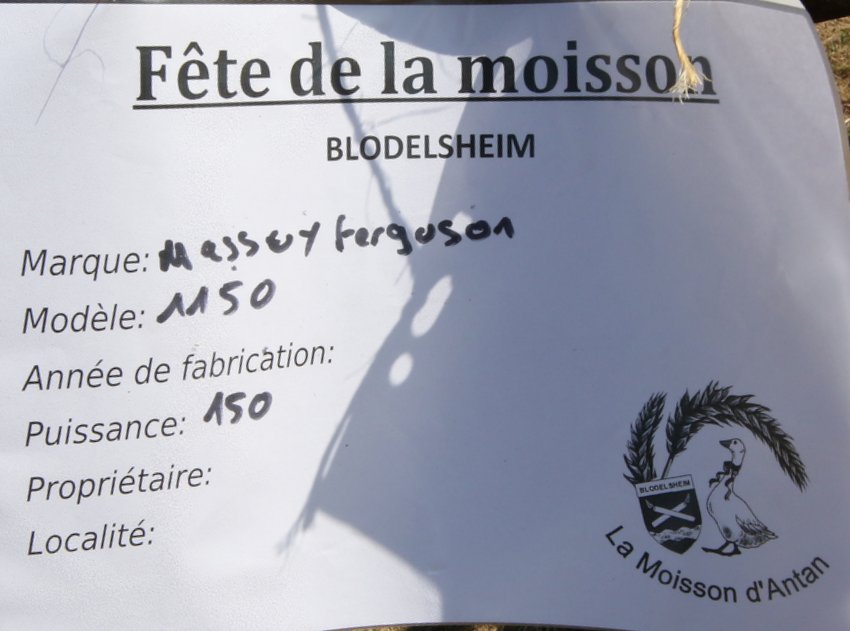 Fête de la moisson
BLODELSHEIM
Marque: Massey ferguson
Modèle: 1150
Année de fabrication:
Puissance: 150
Propriétaire:
Localité:
BLODELSHEIM
La Moisson d'Antan